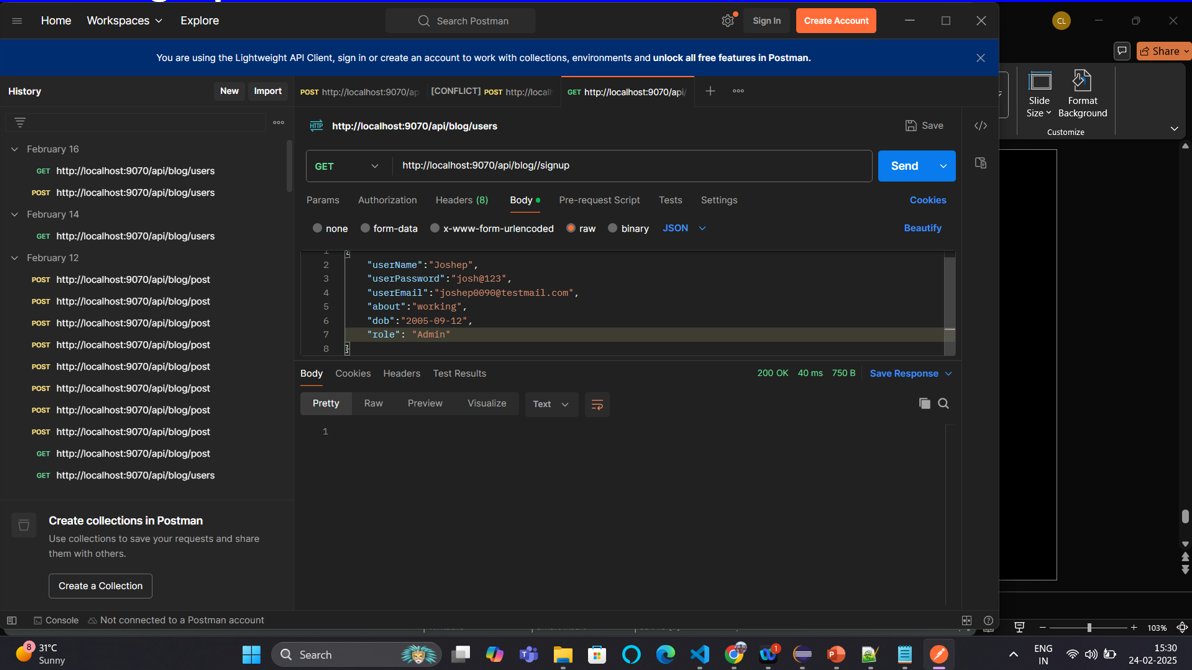 Home
Workspaces
Explore
Search Postman
Sign In
Create Account
CL
You are using the Lightweight API Client, sign in or create an account to work with collections, environments and unlock all free features in Postman.
Share
History
New
Import
POST http://localhost:9070/ap
[CONFLICT] POST http://local
GET http://localhost:9070/api/
Slide
Size
Format
Background
Customize
http://localhost:9070/api/blog/users
Save
February 16
GET http://localhost:9070/api/blog/users
POST http://localhost:9070/api/blog/users
February 14
GET http://localhost:9070/api/blog/users
February 12
POST http://localhost:9070/api/blog/post
POST http://localhost:9070/api/blog/post
POST http://localhost:9070/api/blog/post
POST http://localhost:9070/api/blog/post
POST http://localhost:9070/api/blog/post
POST http://localhost:9070/api/blog/post
POST http://localhost:9070/api/blog/post
POST http://localhost:9070/api/blog/post
GET http://localhost:9070/api/blog/post
GET http://localhost:9070/api/blog/users
Create collections in Postman
Use collections to save your requests and share
them with others.
Create a Collection
GET
http://localhost:9070/api/blog//signup
Send
Params
Authorization
Headers (8)
Body
Pre-request Script
Tests
Settings
Cookies
none
form-data
x-www-form-urlencoded
raw
binary
JSON
Beautify
1 {
2 "userName":"Joshep",
3 "userPassword":"josh@123",
4 "userEmail":"joshep0090@testmail.com",
5 "about":"working",
6 "dob":"2005-09-12",
7 "role": "Admin"
8 }
Body
Cookies
Headers
Test Results
200 OK
40 ms
750 B
Save Response
Pretty
Raw
Preview
Visualize
Text
1
Console
Not connected to a Postman account
103%
8
31°C
Sunny
Search
1
ENG
IN
15:30
24-02-2025